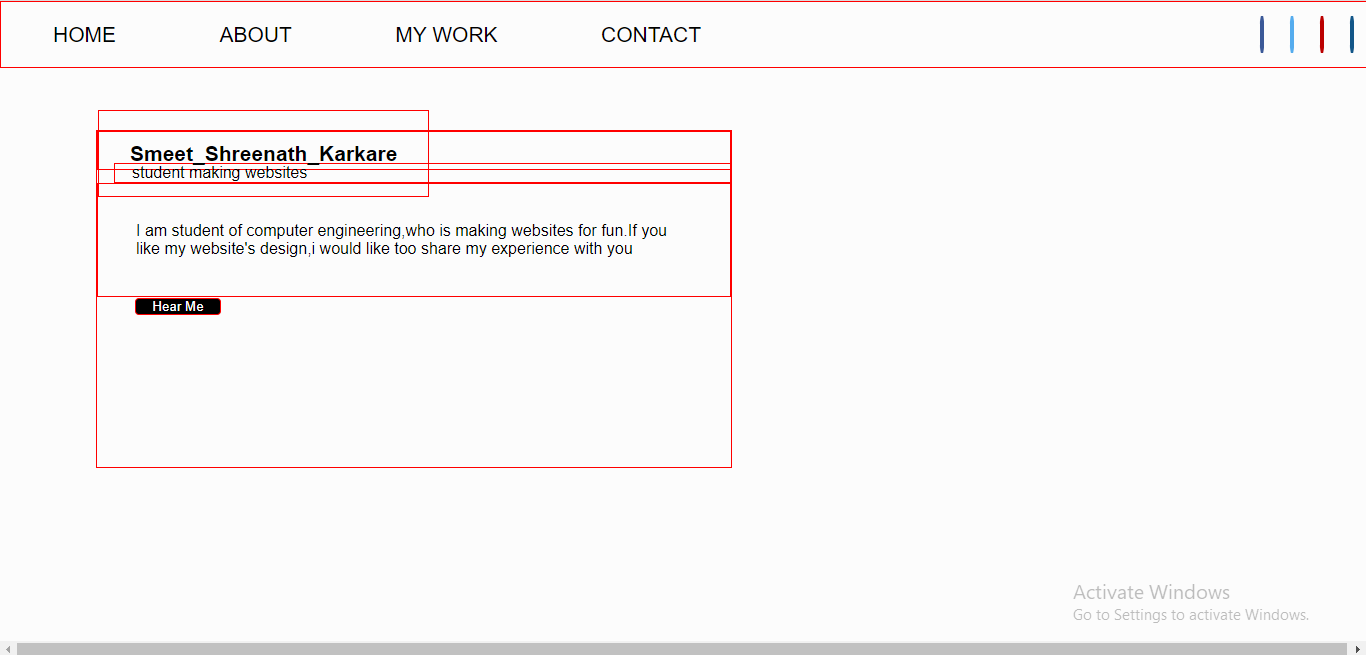 HOME ABOUT MY WORK CONTACT
Smeet_Shreenath_Karkare
student making websites
I am student of computer engineering,who is making websites for fun.If you
like my website's design,i would like too share my experience with you
Hear Me
Activate Windows
Go to Settings to activate Windows.